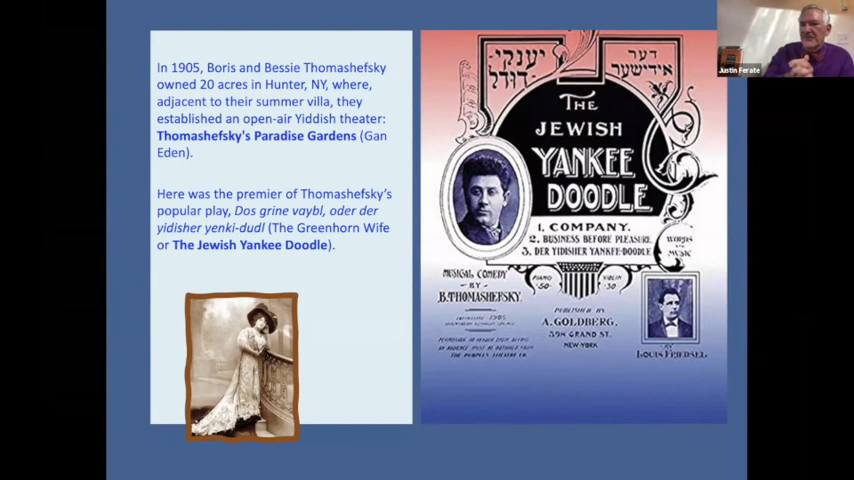 In 1905, Boris and Bessie Thomashefsky
owned 20 acres in Hunter, NY, where,
adjacent to their summer villa, they
established an open-air Yiddish theater:
Thomashefsky's Paradise Gardens (Gan
Eden).
Here was the premier of Thomashefsky's
popular play, Dos grine vaybl, oder der
yidisher yenki-dudl (The Greenhorn Wife
or The Jewish Yankee Doodle).
דער
אידישער
יענקי
דודל
THE
JEWISH
YANKEE
DOODLE
1. COMPANY.
2. BUSINESS BEFORE PLEASURE.
3. DER YIDISHER YANKEE-DOODLE
WORDS
MUSIC
MUSICAL COMEDY
BY
B.THOMASHEFSKY.
PIANO
50
VIOLIN
30
PUBLISHED BY
A. GOLDBERG,
398 GRAND ST.
NEW-YORK
LOUIS FRIEDSEL
Justin Ferate